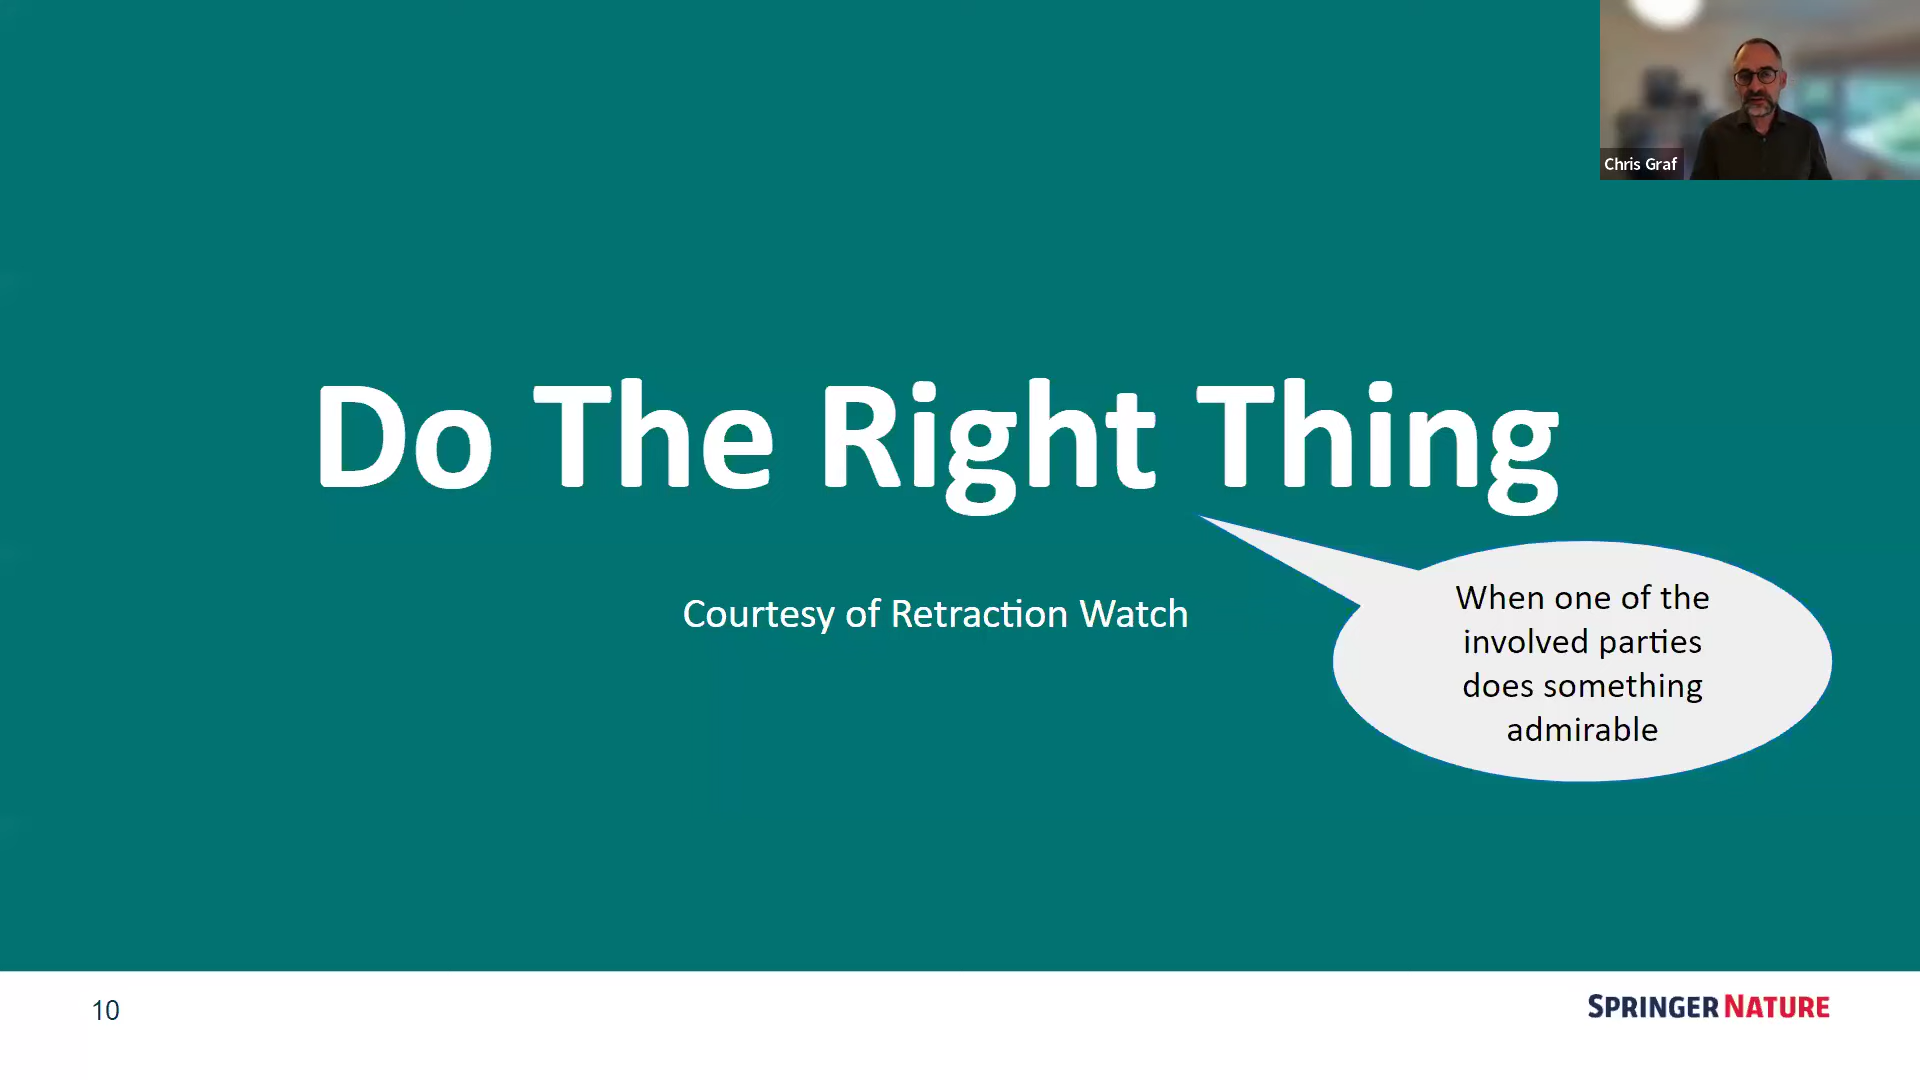 Chris Graf
Do The Right Thing
Courtesy of Retraction Watch
When one of the
involved parties
does something
admirable
10
SPRINGER NATURE